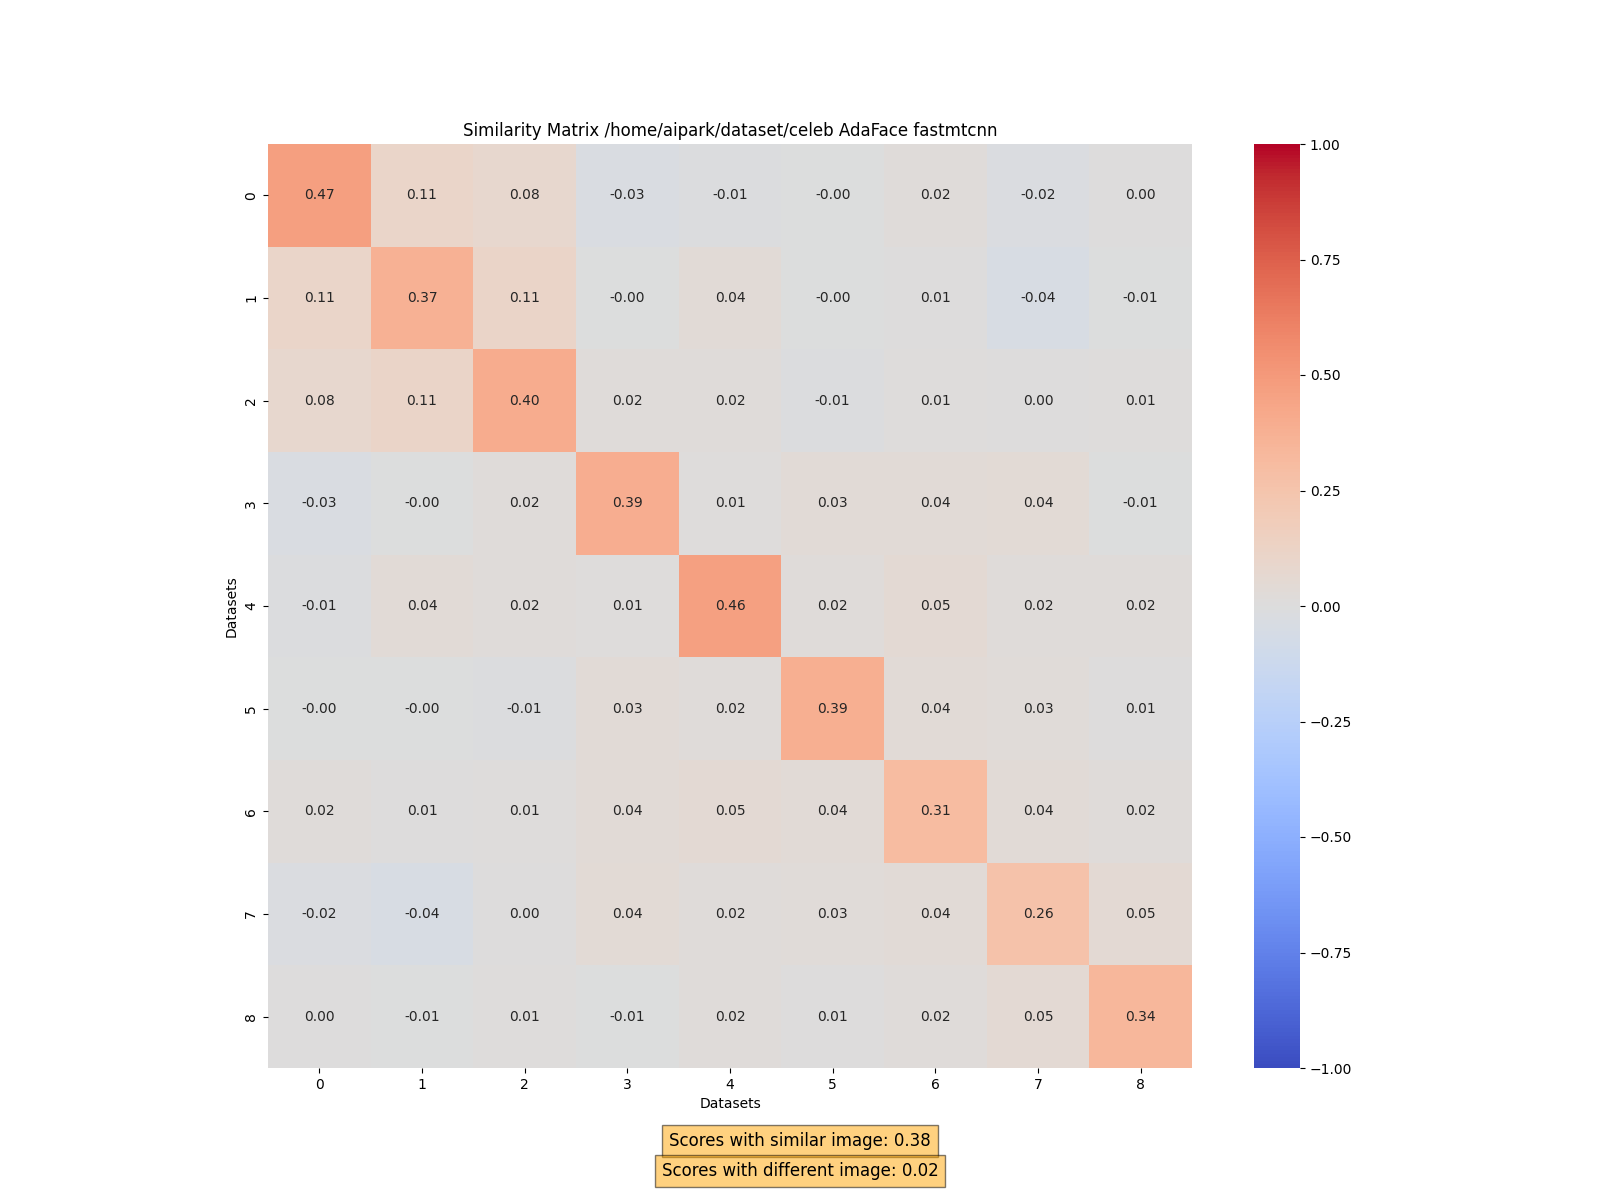 Similarity Matrix /home/aipark/dataset/celeb AdaFace fastmtcnn
0 0.47 0.11 0.08 -0.03 -0.01 -0.00 0.02 -0.02 0.00
1 0.11 0.37 0.11 -0.00 0.04 -0.00 0.01 -0.04 -0.01
2 0.08 0.11 0.40 0.02 0.02 -0.01 0.01 0.00 0.01
3 -0.03 -0.00 0.02 0.39 0.01 0.03 0.04 0.04 -0.01
4 -0.01 0.04 0.02 0.01 0.46 0.02 0.05 0.02 0.02
5 -0.00 -0.00 -0.01 0.03 0.02 0.39 0.04 0.03 0.01
6 0.02 0.01 0.01 0.04 0.05 0.04 0.31 0.04 0.02
7 -0.02 -0.04 0.00 0.04 0.02 0.03 0.04 0.26 0.05
8 0.00 -0.01 0.01 -0.01 0.02 0.01 0.02 0.05 0.34
0 1 2 3 4 5 6 7 8
Datasets
Datasets
1.00
0.75
0.50
0.25
0.00
−0.25
−0.50
−0.75
−1.00
Scores with similar image: 0.38
Scores with different image: 0.02